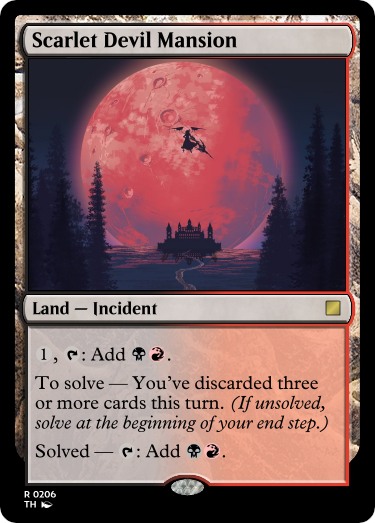 Scarlet Devil Mansion
Land — Incident
1 , : Add .
To solve — You've discarded three
or more cards this turn. (If unsolved,
solve at the beginning of your end step.)
Solved — : Add .
R 0206
TH